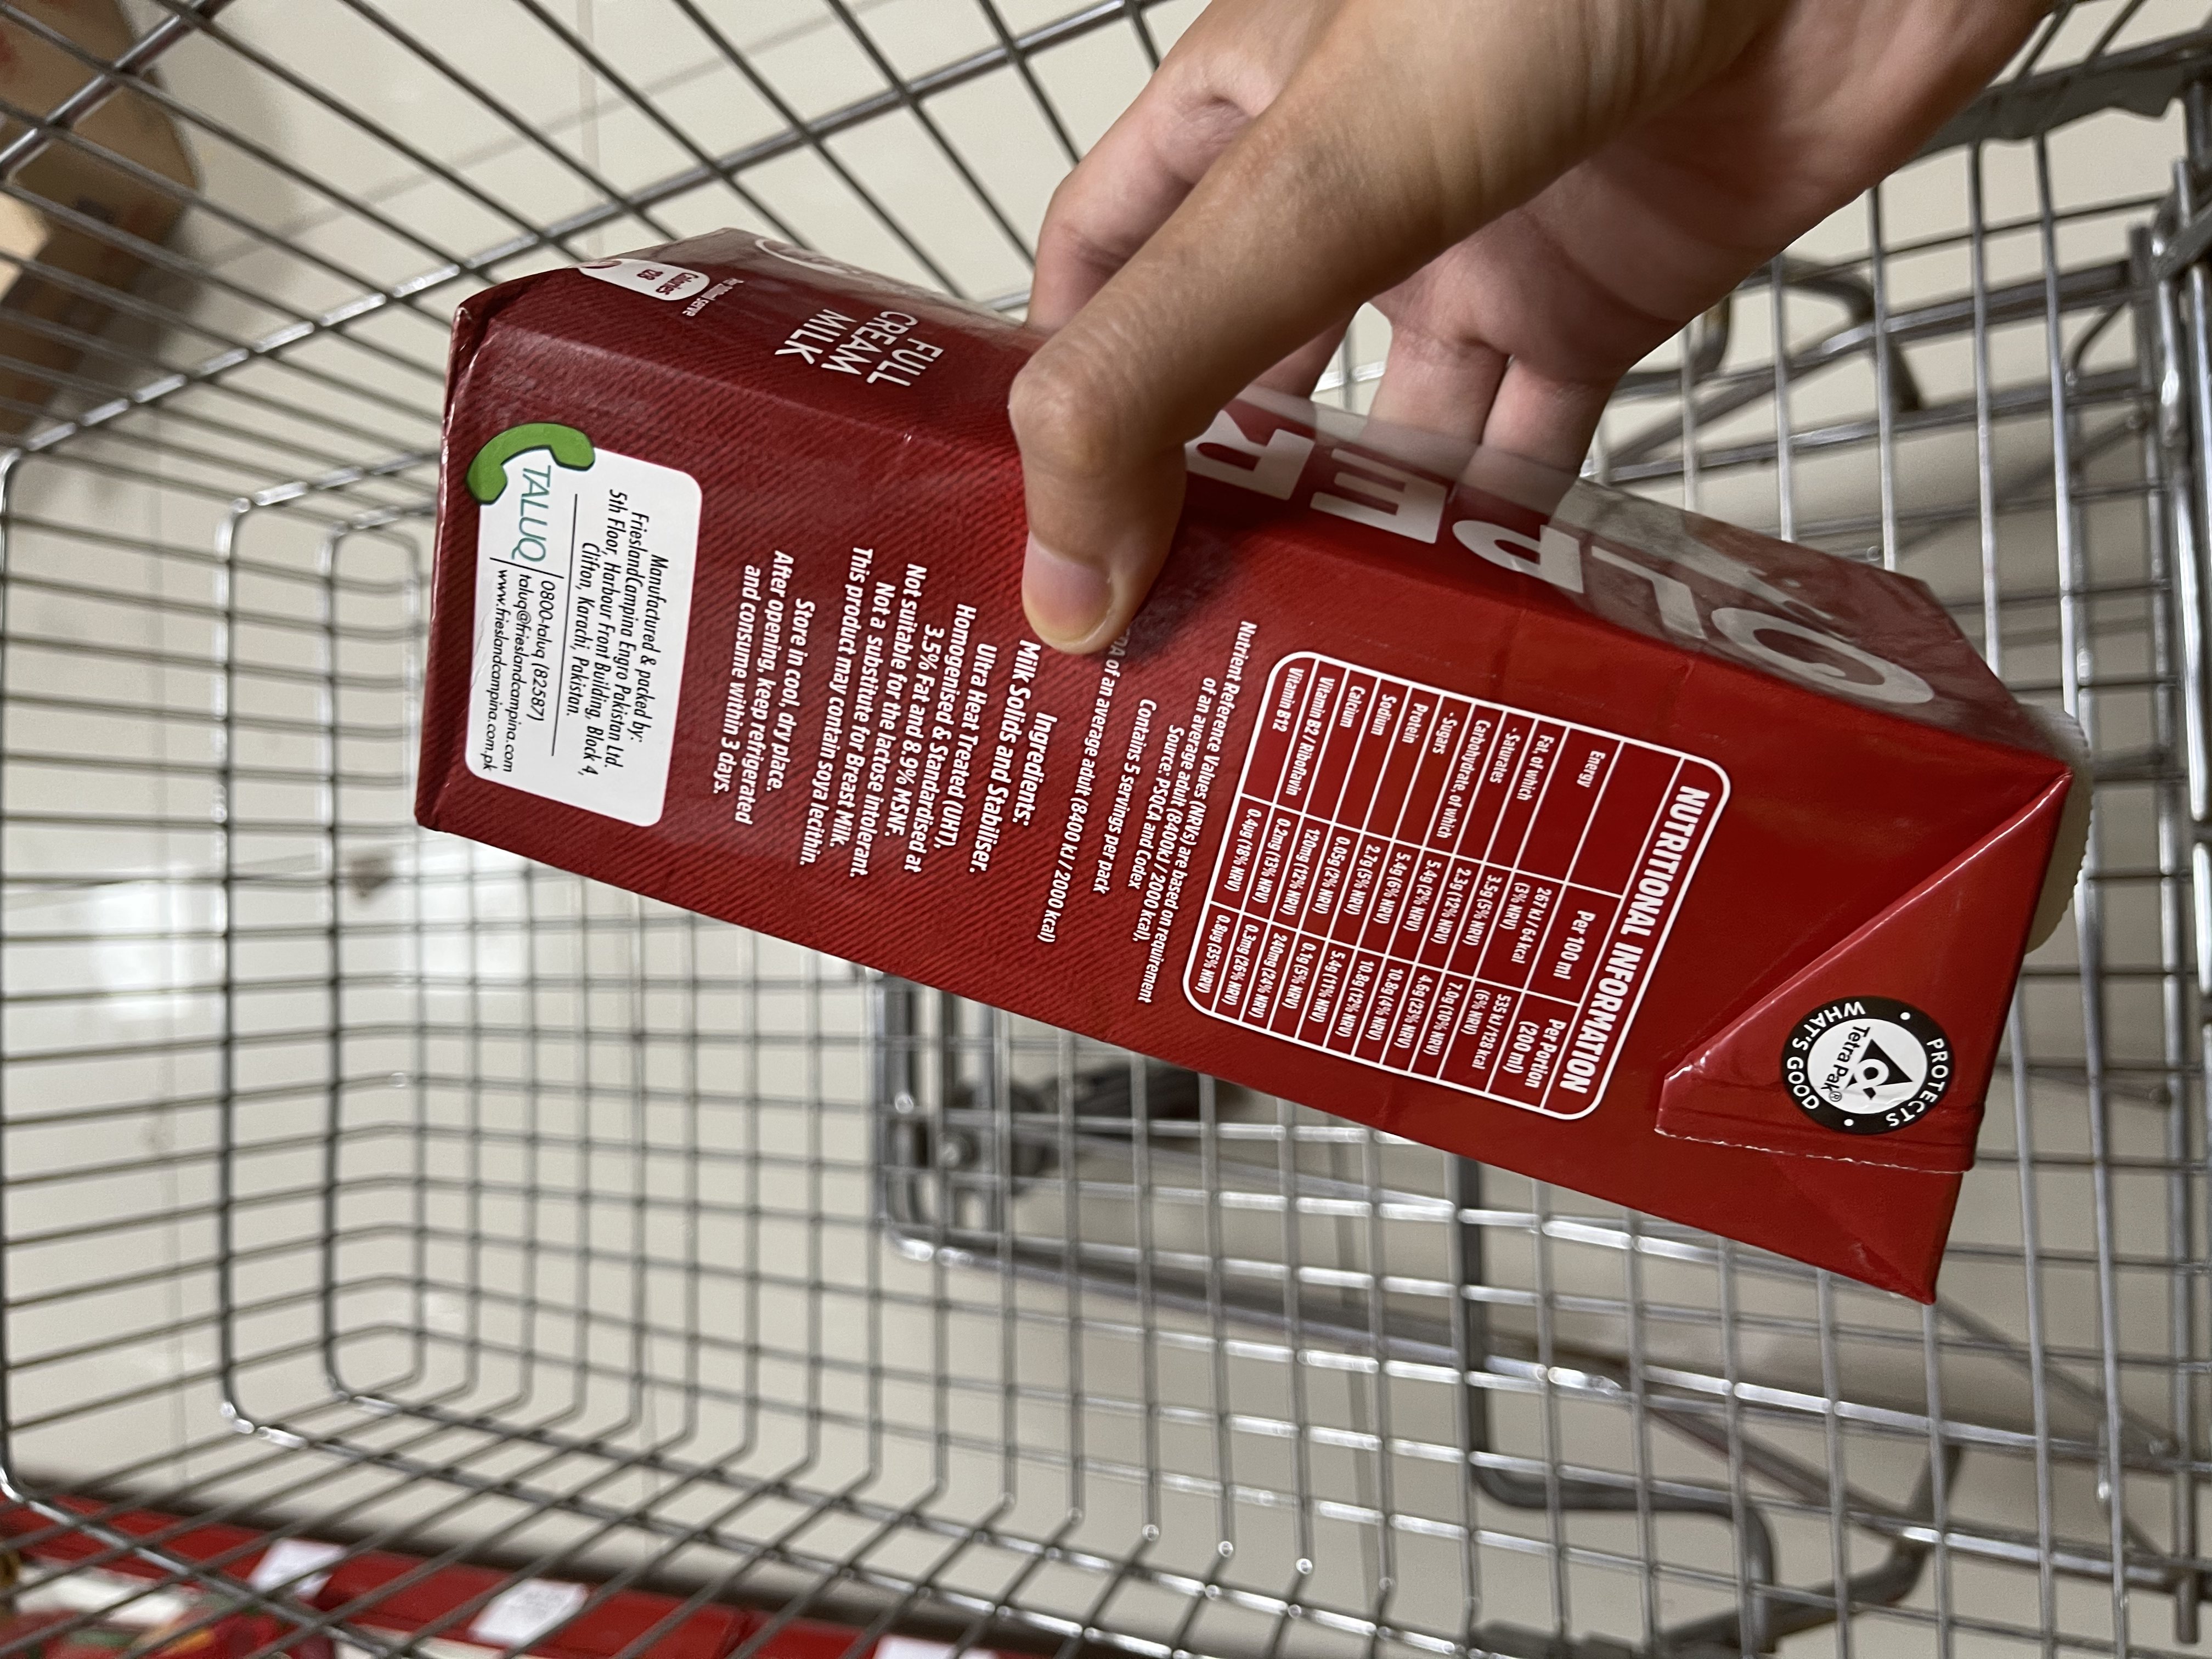 PROTECTS
Tetra Pak®
WHAT'S GOOD
NUTRITIONAL INFORMATION
Per 100 ml Per Portion (200 ml)
Energy 267 kJ / 64 kcal (3% NRV) 535 kJ / 128 kcal (6% NRV)
Fat, of which 3.5g (5% NRV) 7.0g (10% NRV)
- Saturates 2.3g (12% NRV) 4.6g (23% NRV)
Carbohydrate, of which 5.4g (2% NRV) 10.8g (4% NRV)
- Sugars 5.4g (6% NRV) 10.8g (12% NRV)
Protein 2.7g (5% NRV) 5.4g (11% NRV)
Sodium 0.05g (2% NRV) 0.1g (5% NRV)
Calcium 120mg (12% NRV) 240mg (24% NRV)
Vitamin B2 / Riboflavin 0.2mg (13% NRV) 0.3mg (26% NRV)
Vitamin B12 0.4µg (18% NRV) 0.8µg (35% NRV)
Nutrient Reference Values (NRVs) are based on requirement
of an average adult (8400kJ / 2000 kcal),
Source: PSQCA and Codex
Contains 5 servings per pack
of an average adult (8400 kJ / 2000 kcal)
Ingredients:
Milk Solids and Stabiliser.
Ultra Heat Treated (UHT),
Homogenised & Standardised at
3.5% Fat and 8.9% MSNF.
Not suitable for the lactose intolerant.
Not a substitute for Breast Milk.
This product may contain soya lecithin.
Store in cool, dry place.
After opening, keep refrigerated
and consume within 3 days.
Manufactured & packed by:
FrieslandCampina Engro Pakistan Ltd.
5th Floor, Harbour Front Building, Block 4,
Clifton, Karachi, Pakistan.
TALUQ
0800-taluq (82587)
taluq@frieslandcampina.com
www.frieslandcampina.com.pk
OLPER
FULL
CREAM
MILK
Calories
128